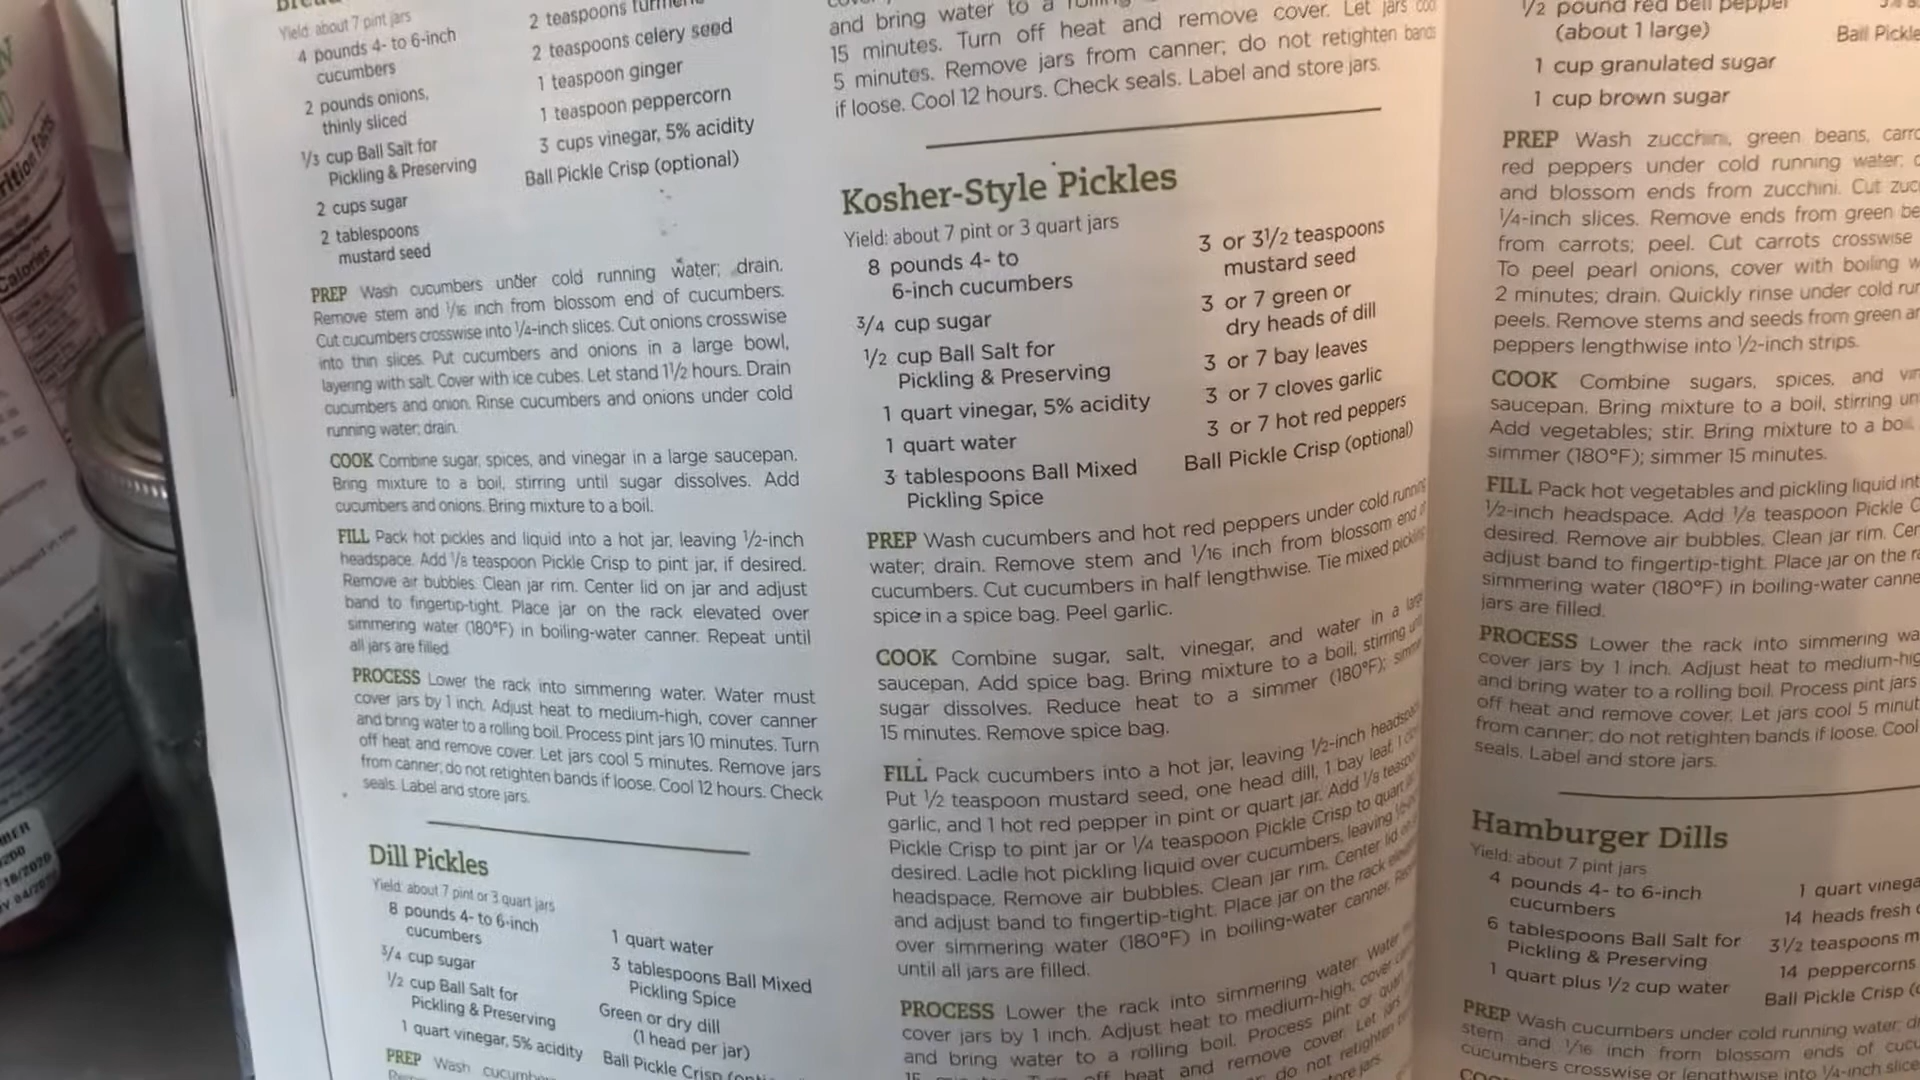 Yield: about 7 pint jars
4 pounds 4- to 6-inch
cucumbers
2 pounds onions,
thinly sliced
1/3 cup Ball Salt for
Pickling & Preserving
2 cups sugar
2 tablespoons
mustard seed
2 teaspoons
2 teaspoons celery seed
1 teaspoon ginger
1 teaspoon peppercorn
3 cups vinegar, 5% acidity
Ball Pickle Crisp (optional)
PREP Wash cucumbers under cold running water; drain.
Remove stem and 1/16 inch from blossom end of cucumbers.
Cut cucumbers crosswise into 1/4-inch slices. Cut onions crosswise
into thin slices. Put cucumbers and onions in a large bowl,
layering with salt. Cover with ice cubes. Let stand 1 1/2 hours. Drain
cucumbers and onion. Rinse cucumbers and onions under cold
running water; drain.
COOK Combine sugar, spices, and vinegar in a large saucepan.
Bring mixture to a boil, stirring until sugar dissolves. Add
cucumbers and onions. Bring mixture to a boil.
FILL Pack hot pickles and liquid into a hot jar, leaving 1/2-inch
headspace. Add 1/8 teaspoon Pickle Crisp to pint jar, if desired.
Remove air bubbles. Clean jar rim. Center lid on jar and adjust
band to fingertip-tight. Place jar on the rack elevated over
simmering water (180°F) in boiling-water canner. Repeat until
all jars are filled.
PROCESS Lower the rack into simmering water. Water must
cover jars by 1 inch. Adjust heat to medium-high, cover canner
and bring water to a rolling boil. Process pint jars 10 minutes. Turn
off heat and remove cover. Let jars cool 5 minutes. Remove jars
from canner; do not retighten bands if loose. Cool 12 hours. Check
seals. Label and store jars.
Dill Pickles
Yield: about 7 pint or 3 quart jars
8 pounds 4- to 6-inch
cucumbers
3/4 cup sugar
1/2 cup Ball Salt for
Pickling & Preserving
1 quart vinegar, 5% acidity
1 quart water
3 tablespoons Ball Mixed
Pickling Spice
Green or dry dill
(1 head per jar)
Ball Pickle Crisp
PREP Wash
and bring water to a
15 minutes. Turn off heat and remove cover. Let jars
5 minutes. Remove jars from canner; do not retighten bands
if loose. Cool 12 hours. Check seals. Label and store jars.
Kosher-Style Pickles
Yield: about 7 pint or 3 quart jars
8 pounds 4- to
6-inch cucumbers
3/4 cup sugar
1/2 cup Ball Salt for
Pickling & Preserving
1 quart vinegar, 5% acidity
1 quart water
3 tablespoons Ball Mixed
Pickling Spice
3 or 3 1/2 teaspoons
mustard seed
3 or 7 green or
dry heads of dill
3 or 7 bay leaves
3 or 7 cloves garlic
3 or 7 hot red peppers
Ball Pickle Crisp (optional)
PREP Wash cucumbers and hot red peppers under cold running
water; drain. Remove stem and 1/16 inch from blossom end of
cucumbers. Cut cucumbers in half lengthwise. Tie mixed
spice in a spice bag. Peel garlic.
COOK Combine sugar, salt, vinegar, and water in a large
saucepan. Add spice bag. Bring mixture to a boil, stirring
sugar dissolves. Reduce heat to a simmer (180°F);
15 minutes. Remove spice bag.
FILL Pack cucumbers into a hot jar, leaving 1/2-inch
Put 1/2 teaspoon mustard seed, one head dill, 1 bay leaf, 1
garlic, and 1 hot red pepper in pint or quart jar. Add 1/8
Pickle Crisp to pint jar or 1/4 teaspoon Pickle Crisp to quart
desired. Ladle hot pickling liquid over cucumbers, leaving
headspace. Remove air bubbles. Clean jar rim. Center lid
and adjust band to fingertip-tight. Place jar on the rack
over simmering water (180°F) in boiling-water canner.
until all jars are filled.
PROCESS Lower the rack into simmering water. Water
cover jars by 1 inch. Adjust heat to medium-high, cover
and bring water to a rolling boil. Process pint or
off heat and remove cover. Let
do not retighten
1/2 pound red bell pepper
(about 1 large)
1 cup granulated sugar
1 cup brown sugar
Ball
PREP Wash zucchini, green beans,
red peppers under cold running water;
and blossom ends from zucchini. Cut
1/4-inch slices. Remove ends from green
from carrots; peel. Cut carrots crosswise
To peel pearl onions, cover with boiling
2 minutes; drain. Quickly rinse under cold
peels. Remove stems and seeds from green
peppers lengthwise into 1/2-inch strips.
COOK Combine sugars, spices, and
saucepan. Bring mixture to a boil, stirring
Add vegetables; stir. Bring mixture to a
simmer (180°F); simmer 15 minutes.
FILL Pack hot vegetables and pickling liquid
1/2-inch headspace. Add 1/8 teaspoon Pickle
desired. Remove air bubbles. Clean jar rim.
adjust band to fingertip-tight. Place jar on the
simmering water (180°F) in boiling-water
jars are filled.
PROCESS Lower the rack into simmering
cover jars by 1 inch. Adjust heat to
and bring water to a rolling boil. Process pint jars
off heat and remove cover. Let jars cool 5
from canner; do not retighten bands if loose. Cool
seals. Label and store jars.
Hamburger Dills
Yield: about 7 pint jars
4 pounds 4- to 6-inch
cucumbers
6 tablespoons Ball Salt for
Pickling & Preserving
1 quart plus 1/2 cup water
1 quart
14 heads fresh
3 1/2 teaspoons
14 peppercorns
Ball Pickle Crisp
PREP Wash cucumbers under cold running water;
stem and 1/16 inch from blossom ends of
cucumbers crosswise or lengthwise into 1/4-inch